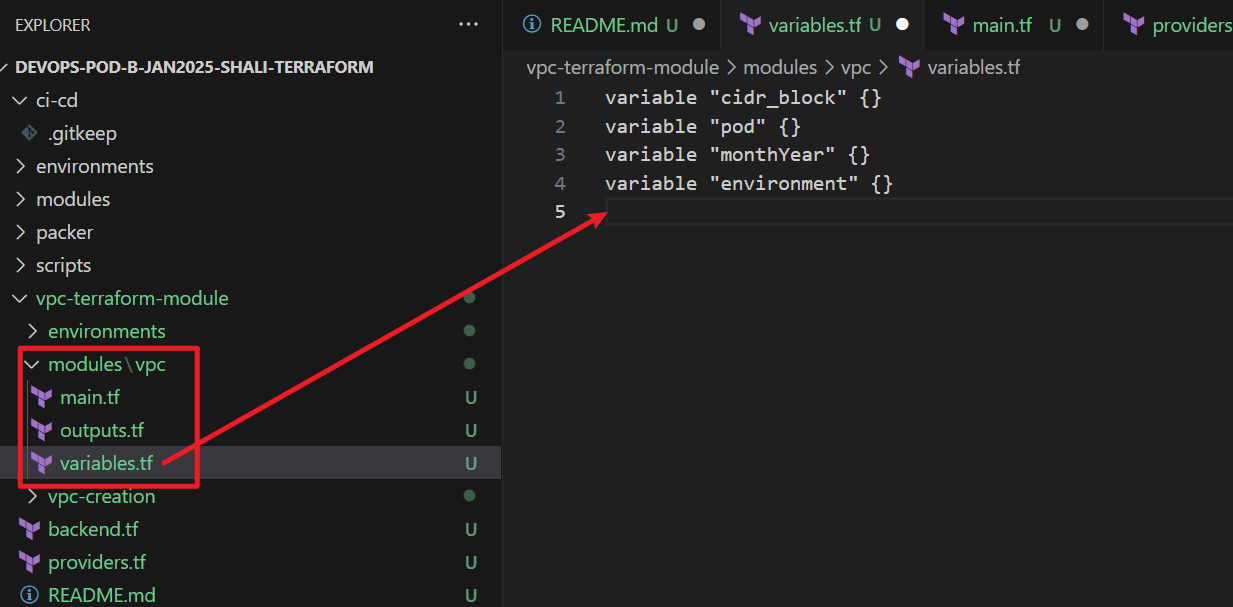 EXPLORER ···
DEVOPS-POD-B-JAN2025-SHALI-TERRAFORM
ci-cd
.gitkeep
environments
modules
packer
scripts
vpc-terraform-module
environments
modules\vpc
main.tf U
outputs.tf U
variables.tf U
vpc-creation
backend.tf U
providers.tf U
README.md U
README.md U variables.tf U main.tf U providers
vpc-terraform-module > modules > vpc > variables.tf
1 variable "cidr_block" {}
2 variable "pod" {}
3 variable "monthYear" {}
4 variable "environment" {}
5